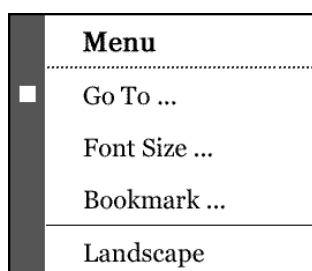 Menu
Go To ...
Font Size ...
Bookmark ...
Landscape